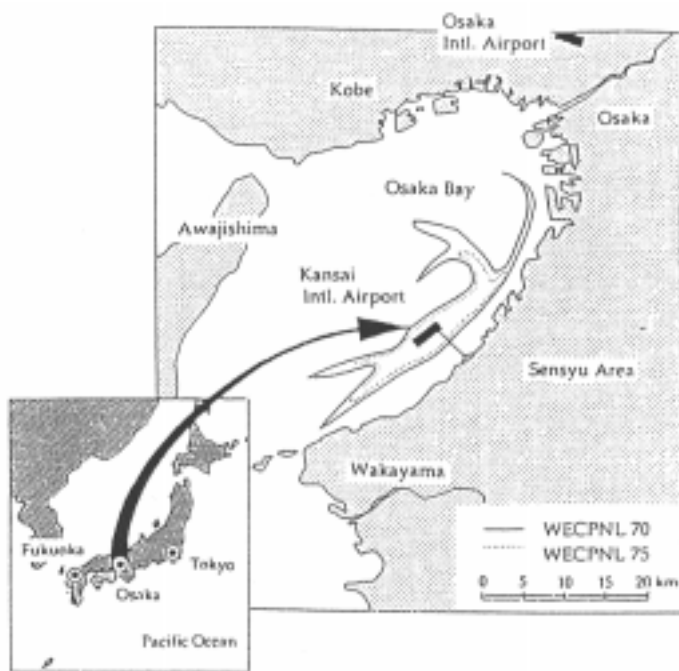 Osaka
Intl. Airport
Kobe
Osaka
Osaka Bay
Awajishima
Kansai
Intl. Airport
Sensyu Area
Wakayama
WECPNL 70
WECPNL 75
0 5 10 15 20 km
Fukuoka
Tokyo
Osaka
Pacific Ocean